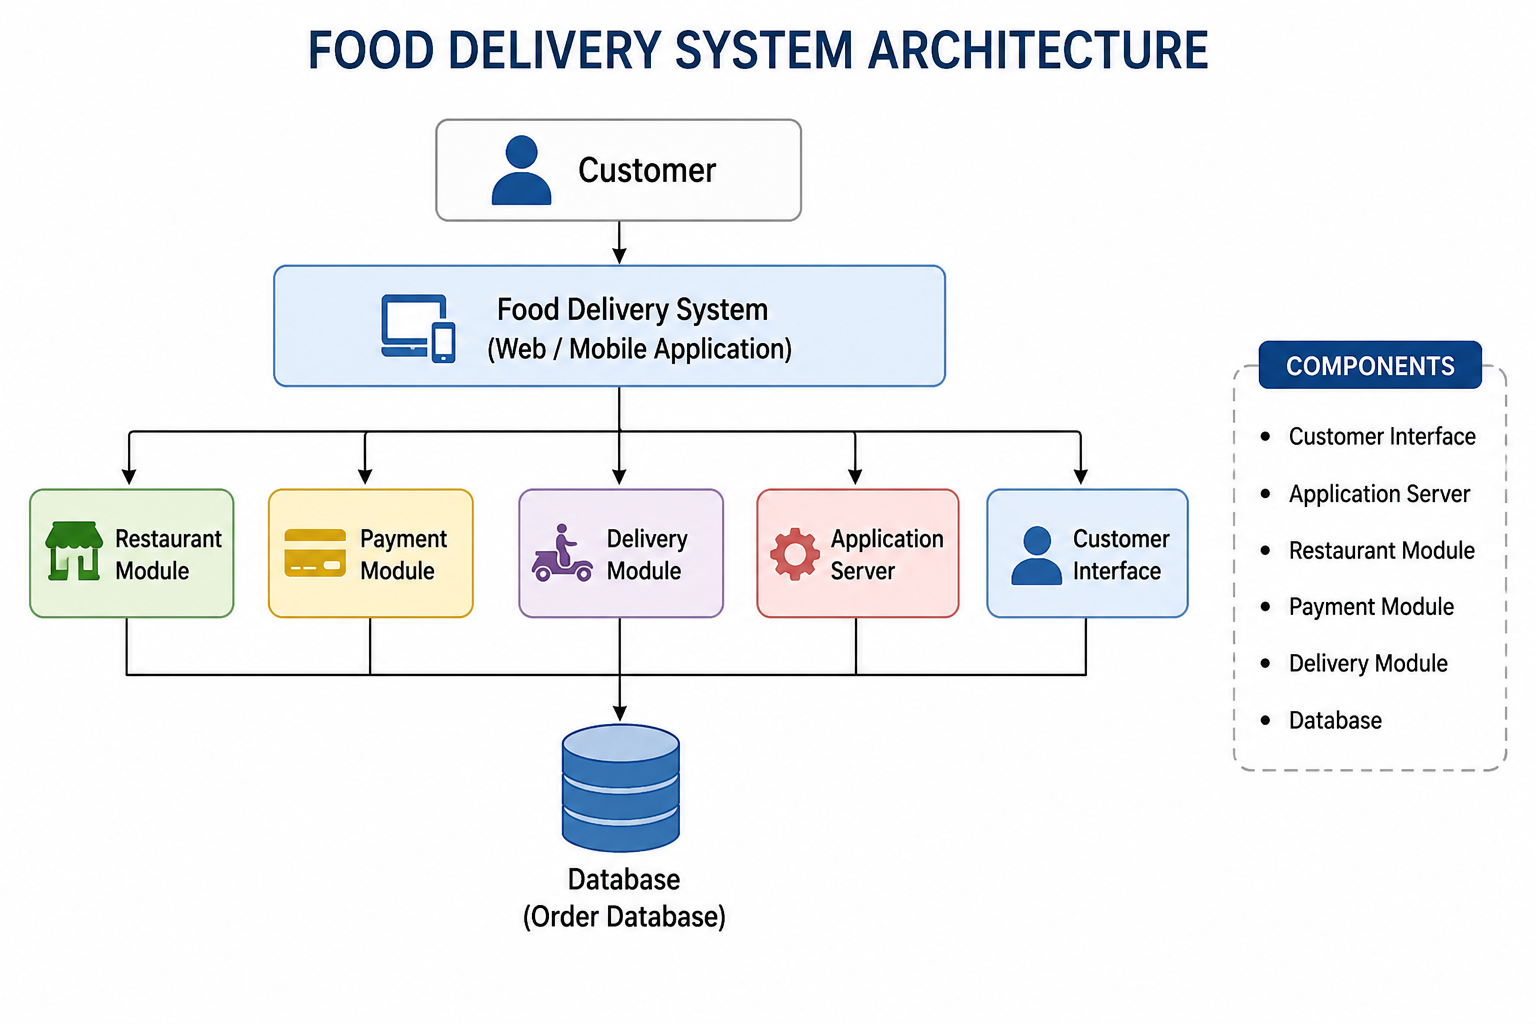 FOOD DELIVERY SYSTEM ARCHITECTURE
Customer
Food Delivery System
(Web / Mobile Application)
Restaurant
Module
Payment
Module
Delivery
Module
Application
Server
Customer
Interface
Database
(Order Database)
COMPONENTS
• Customer Interface
• Application Server
• Restaurant Module
• Payment Module
• Delivery Module
• Database